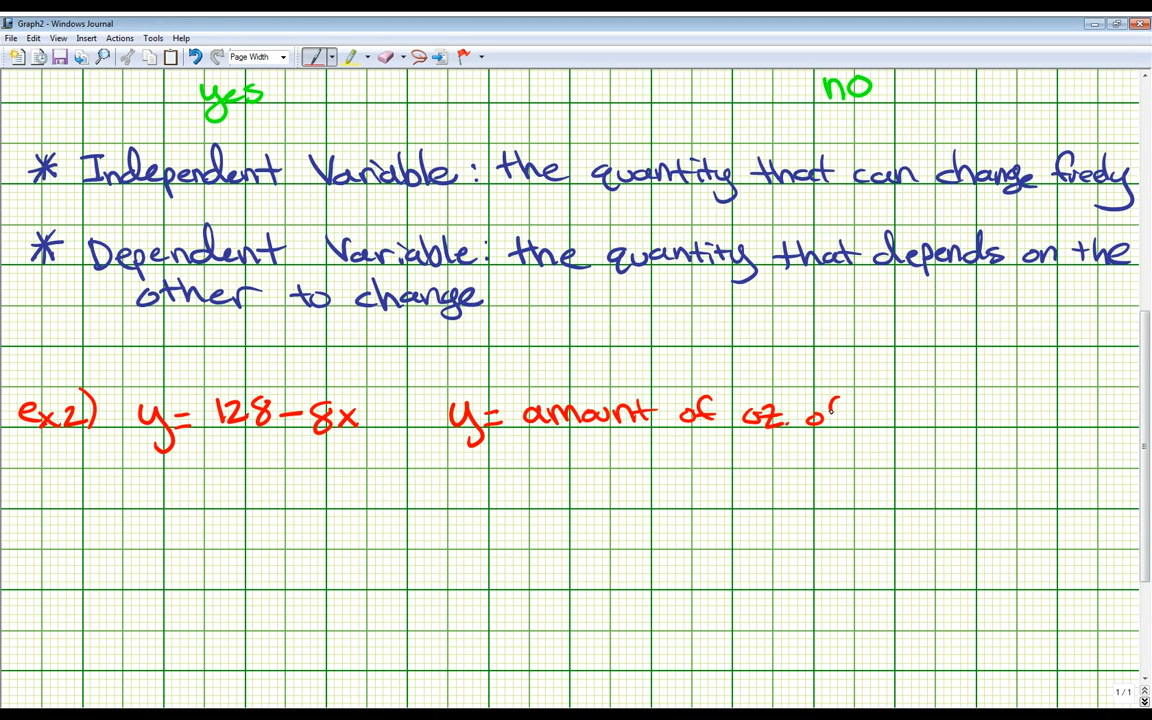 Graph2 - Windows Journal
File Edit View Insert Actions Tools Help
Page Width
yes no
* Independent Variable: the quantity that can change freely
* Dependent Variable: the quantity that depends on the
other to change
ex2) y = 128 - 8x y = amount of oz. of
1 / 1